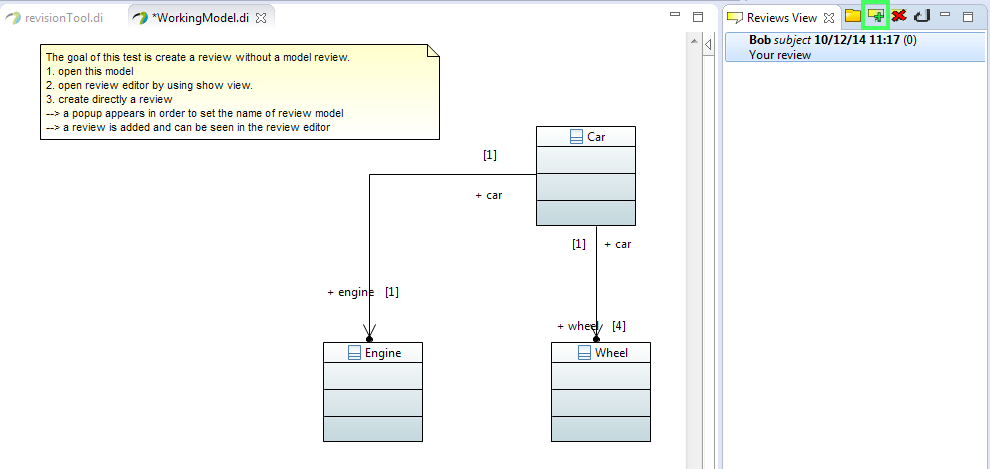 revisionTool.di
*WorkingModel.di
Reviews View
The goal of this test is create a review without a model review.
1. open this model
2. open review editor by using show view.
3. create directly a review
--> a popup appears in order to set the name of review model
--> a review is added and can be seen in the review editor
Bob subject 10/12/14 11:17 (0)
Your review
Car
[1]
+ car
[1] + car
+ engine [1]
+ wheel [4]
Engine
Wheel